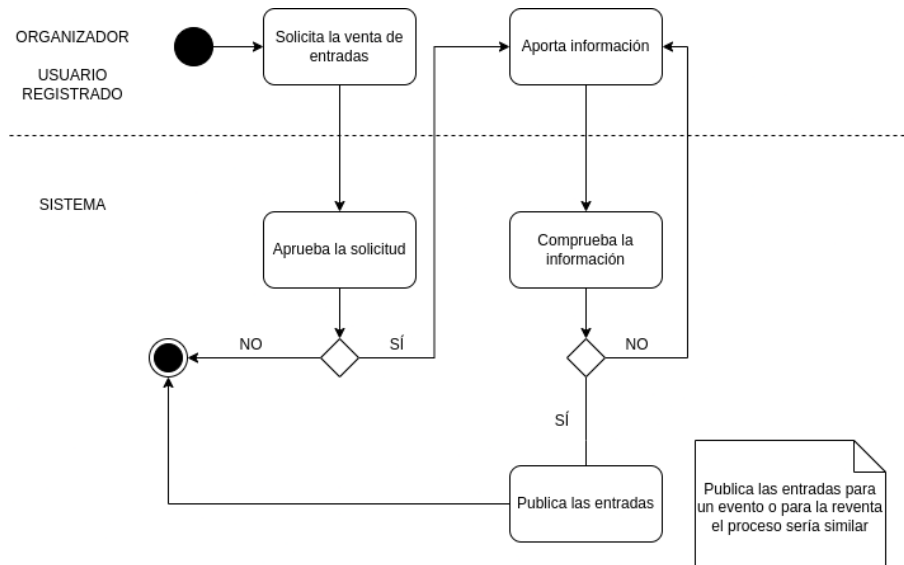 ORGANIZADOR
USUARIO
REGISTRADO
Solicita la venta de
entradas
Aporta información
SISTEMA
Aprueba la solicitud
Comprueba la
información
NO
SÍ
NO
SÍ
Publica las entradas
Publica las entradas para
un evento o para la reventa
el proceso sería similar